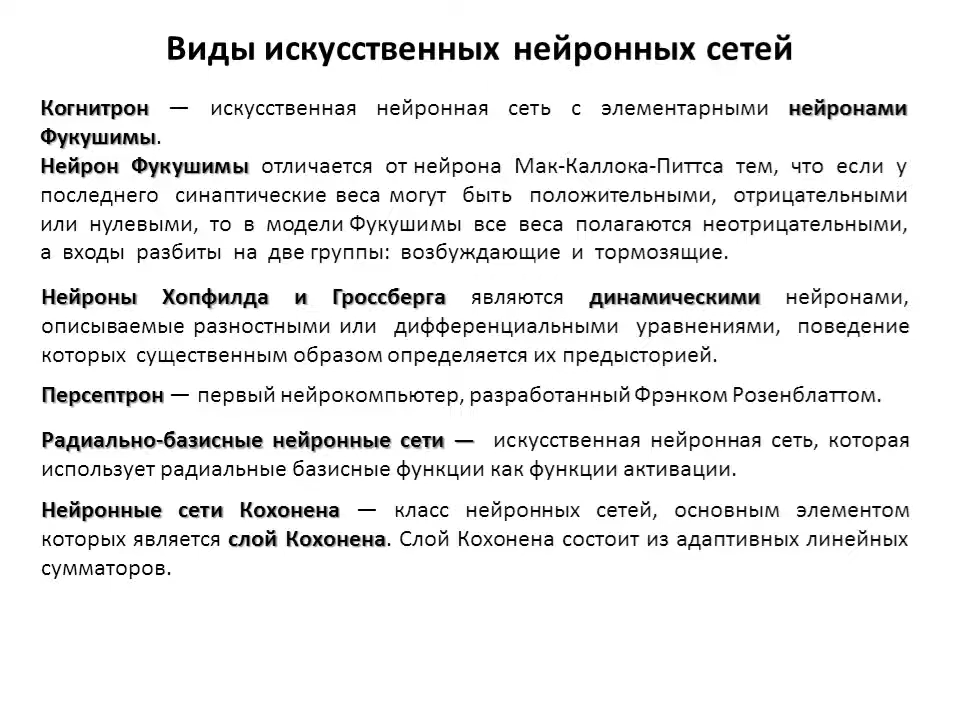 Виды искусственных нейронных сетей
Когнитрон — искусственная нейронная сеть с элементарными нейронами
Фукушимы.
Нейрон Фукушимы отличается от нейрона Мак-Каллока-Питтса тем, что если у
последнего синаптические веса могут быть положительными, отрицательными
или нулевыми, то в модели Фукушимы все веса полагаются неотрицательными,
а входы разбиты на две группы: возбуждающие и тормозящие.
Нейроны Хопфилда и Гроссберга являются динамическими нейронами,
описываемые разностными или дифференциальными уравнениями, поведение
которых существенным образом определяется их предысторией.
Персептрон — первый нейрокомпьютер, разработанный Фрэнком Розенблаттом.
Радиально-базисные нейронные сети — искусственная нейронная сеть, которая
использует радиальные базисные функции как функции активации.
Нейронные сети Кохонена — класс нейронных сетей, основным элементом
которых является слой Кохонена. Слой Кохонена состоит из адаптивных линейных
сумматоров.